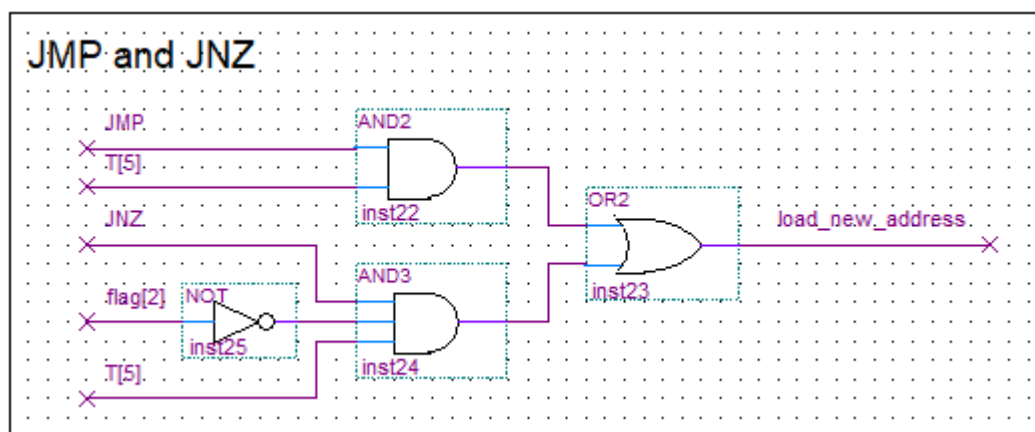 JMP and JNZ
JMP
AND2
T[5]
inst22
JNZ
OR2
load_new_address
inst23
AND3
flag[2]
NOT
inst25
T[5]
inst24